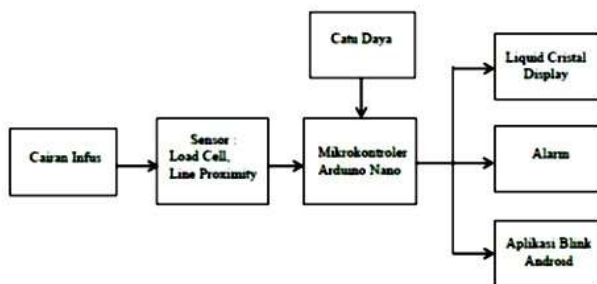 Catu Daya
Liquid Cristal
Display
Cairan Infus
Sensor :
Load Cell,
Line Proximity
Mikrokontroler
Arduino Nano
Alarm
Aplikasi Blink
Android